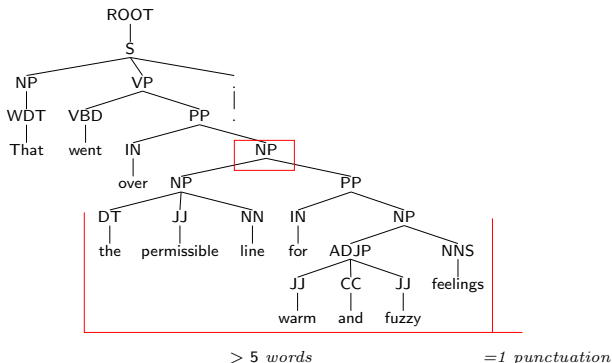 ROOT
S
NP VP .
WDT VBD PP .
That went IN NP
over NP PP
DT JJ NN IN NP
the permissible line for ADJP NNS
JJ CC JJ feelings
warm and fuzzy
> 5 words =1 punctuation